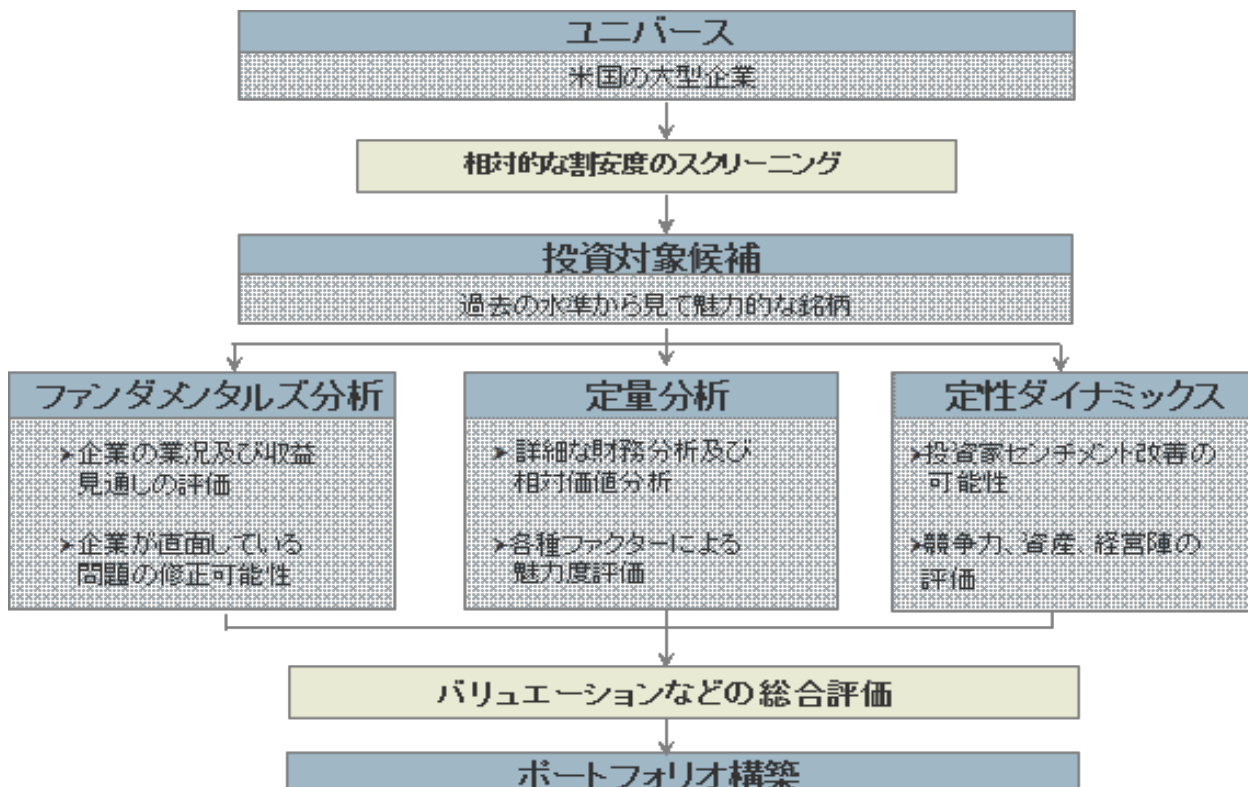 ユニバース
米国の大型企業
相対的な割安度のスクリーニング
投資対象候補
過去の水準から見て魅力的な銘柄
ファンダメンタルズ分析
➤企業の業況及び収益
見通しの評価
➤企業が直面している
問題の修正可能性
定量分析
➤詳細な財務分析及び
相対価値分析
➤各種ファクターによる
魅力度評価
定性ダイナミックス
➤投資家センチメント改善の
可能性
➤競争力、資産、経営陣の
評価
バリュエーションなどの総合評価
ポートフォリオ構築